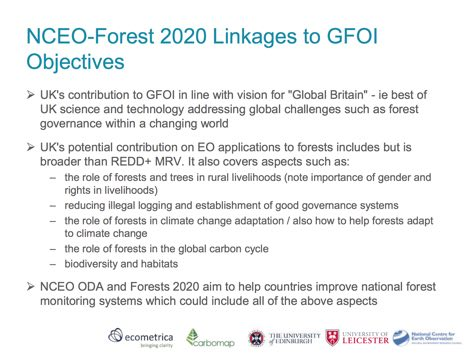 NCEO-Forest 2020 Linkages to GFOI
Objectives
➢ UK's contribution to GFOI in line with vision for "Global Britain" - ie best of
UK science and technology addressing global challenges such as forest
governance within a changing world
➢ UK's potential contribution on EO applications to forests includes but is
broader than REDD+ MRV. It also covers aspects such as:
– the role of forests and trees in rural livelihoods (note importance of gender and
rights in livelihoods)
– reducing illegal logging and establishment of good governance systems
– the role of forests in climate change adaptation / also how to help forests adapt
to climate change
– the role of forests in the global carbon cycle
– biodiversity and habitats
➢ NCEO ODA and Forests 2020 aim to help countries improve national forest
monitoring systems which could include all of the above aspects
ecometrica
bringing clarity
carbomap
THE UNIVERSITY
of EDINBURGH
UNIVERSITY OF
LEICESTER
National Centre for
Earth Observation